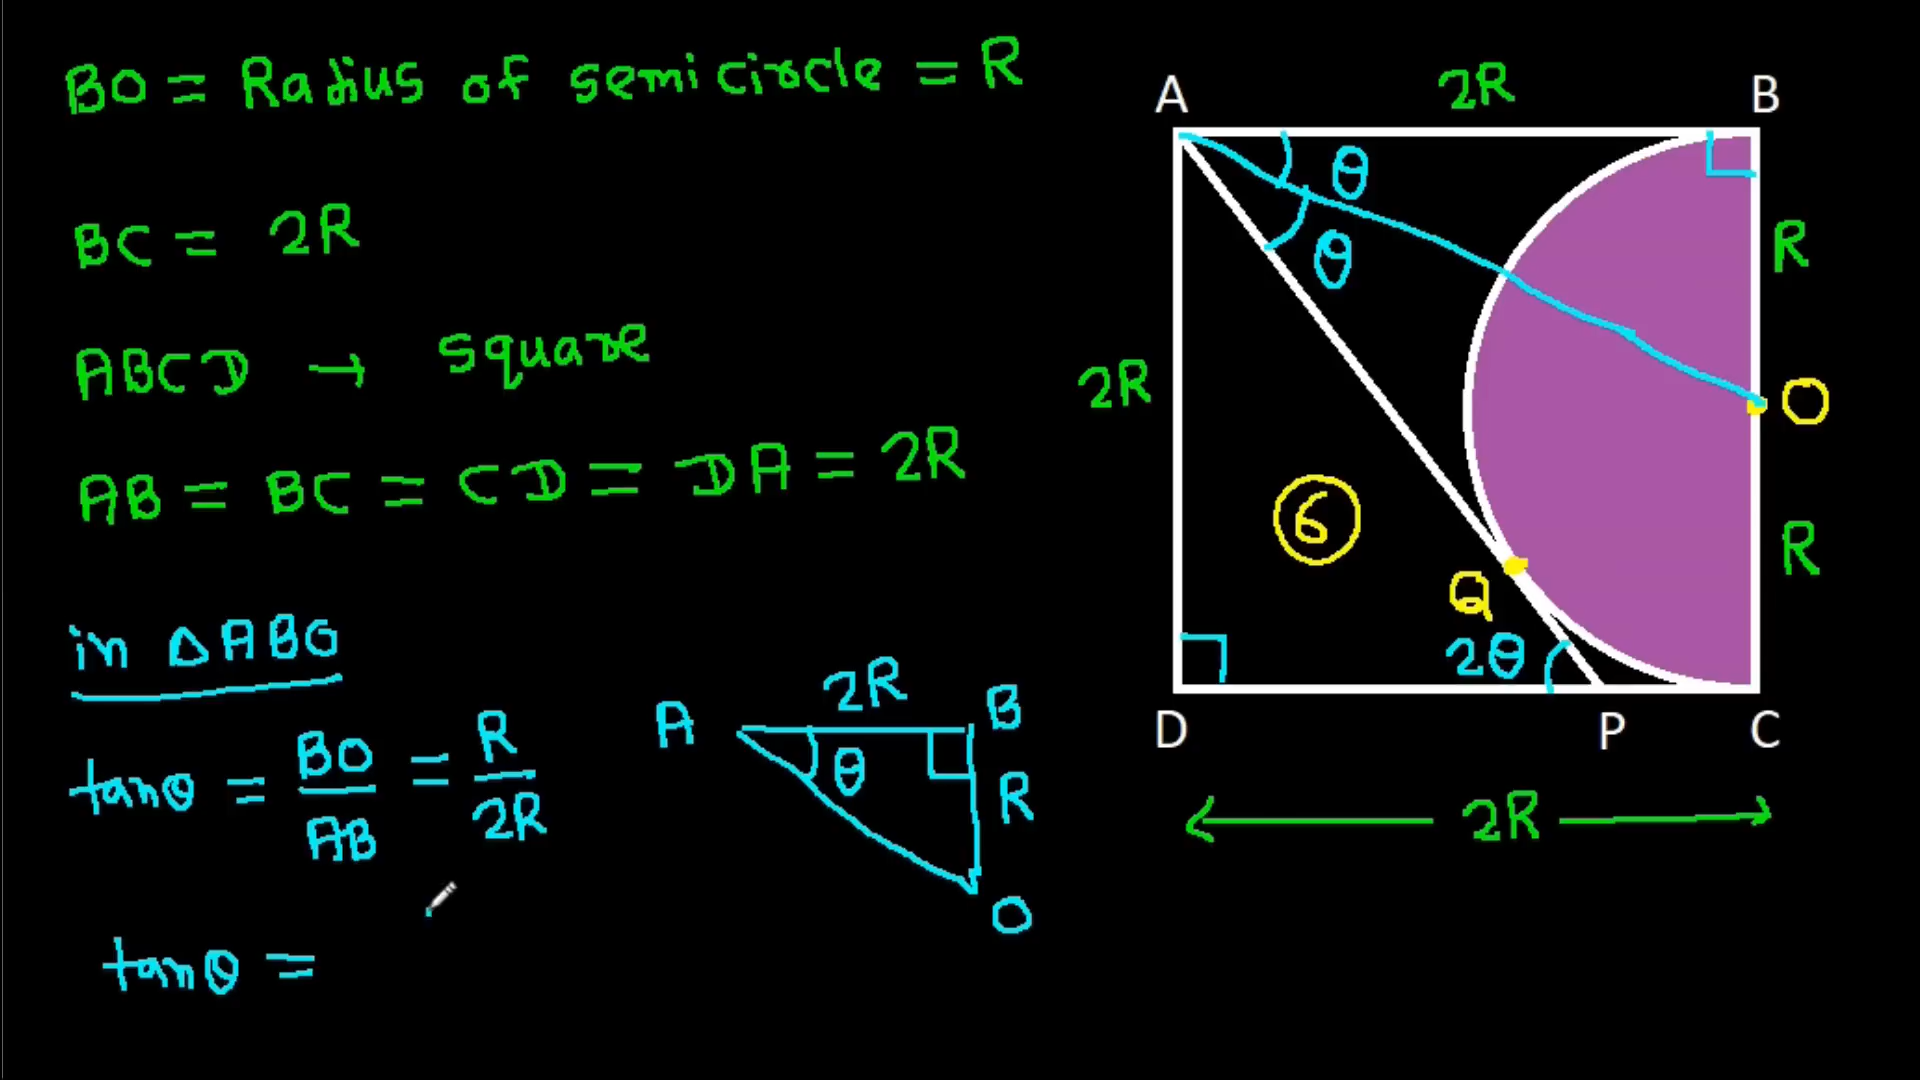 BO = Radius of semicircle = R
BC = 2R
ABCD → square
AB = BC = CD = DA = 2R
in △ABO
tanθ = BO/AB = R/2R
tanθ =
A 2R B
θ
R
O
A 2R B
θ
θ
R
2R
O
6
R
Q
2θ
D P C
2R